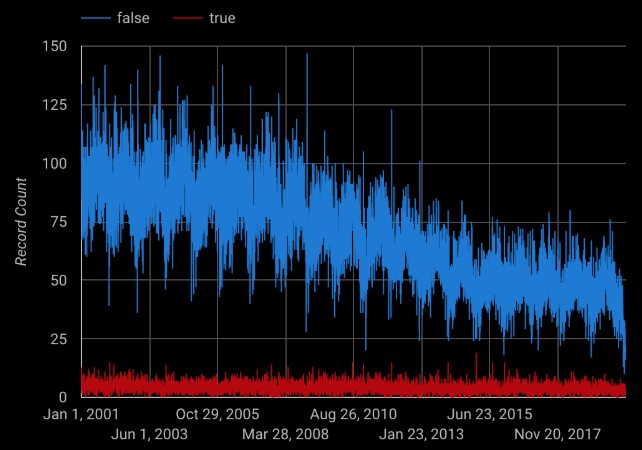 false true
150
125
100
75
50
25
0
Record Count
Jan 1, 2001 Oct 29, 2005 Aug 26, 2010 Jun 23, 2015
Jun 1, 2003 Mar 28, 2008 Jan 23, 2013 Nov 20, 2017